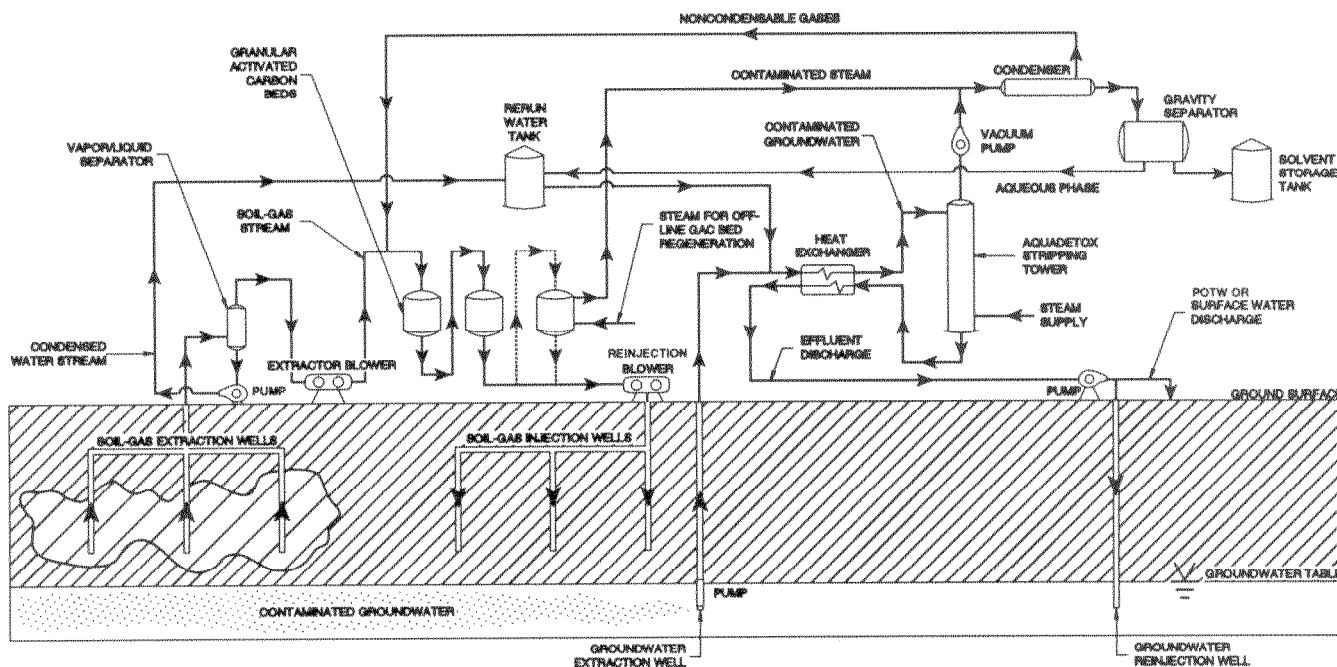 NONCONDENSABLE GASES
GRANULAR
ACTIVATED
CARBON
BEDS
CONTAMINATED STEAM
CONDENSER
GRAVITY
SEPARATOR
RERUN
WATER
TANK
CONTAMINATED
GROUNDWATER
VACUUM
PUMP
VAPOR/LIQUID
SEPARATOR
SOLVENT
STORAGE
TANK
AQUEOUS PHASE
SOIL-GAS
STREAM
STEAM FOR OFF-
LINE GAC BED
REGENERATION
HEAT
EXCHANGER
AQUADETOX
STRIPPING
TOWER
POTW OR
SURFACE WATER
DISCHARGE
STEAM
SUPPLY
CONDENSED
WATER STREAM
EXTRACTOR BLOWER
REINJECTION
BLOWER
EFFLUENT
DISCHARGE
PUMP
PUMP
GROUND SURFACE
SOIL-GAS EXTRACTION WELLS
SOIL-GAS INJECTION WELLS
GROUNDWATER TABLE
PUMP
CONTAMINATED GROUNDWATER
GROUNDWATER
EXTRACTION WELL
GROUNDWATER
REINJECTION WELL